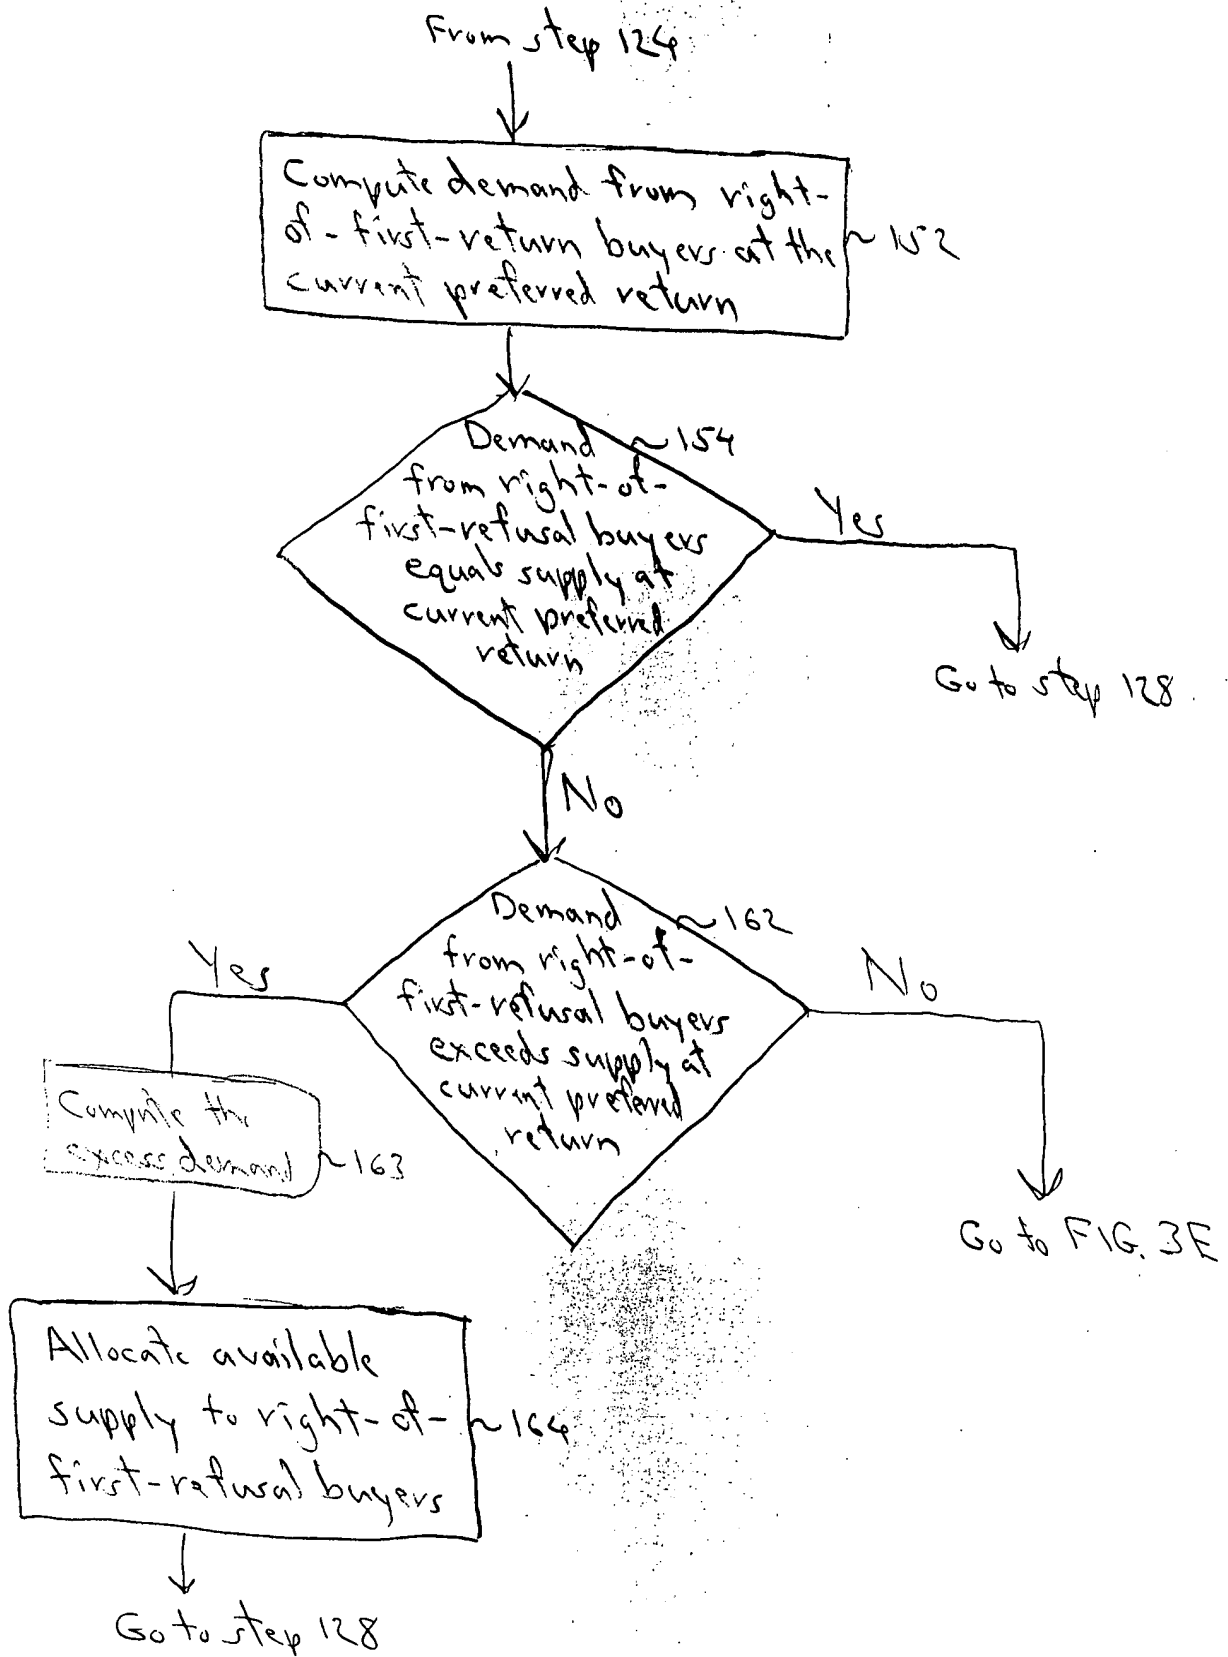 From step 124
Compute demand from right-
of-first-return buyers at the
current preferred return
~152
Demand
~154
from right-of-
first-refusal buyers
equals supply at
current preferred
return
Yes
Go to step 128
No
Demand
~162
from right-of-
first-refusal buyers
exceeds supply at
current preferred
return
Yes
No
Compute the
excess demand
~163
Go to FIG. 3E
Allocate available
supply to right-of-
first-refusal buyers
~164
Go to step 128